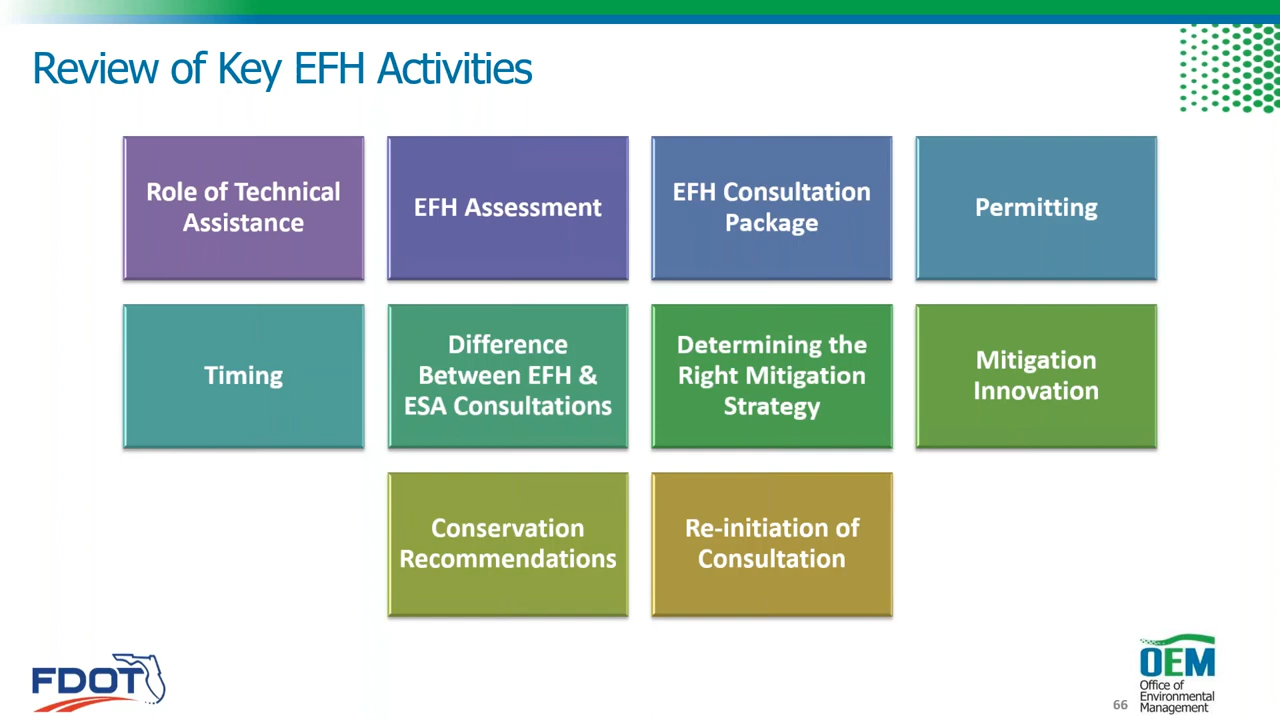 Review of Key EFH Activities
Role of Technical
Assistance
EFH Assessment
EFH Consultation
Package
Permitting
Timing
Difference
Between EFH &
ESA Consultations
Determining the
Right Mitigation
Strategy
Mitigation
Innovation
Conservation
Recommendations
Re-initiation of
Consultation
FDOT
66
OEM
Office of
Environmental
Management